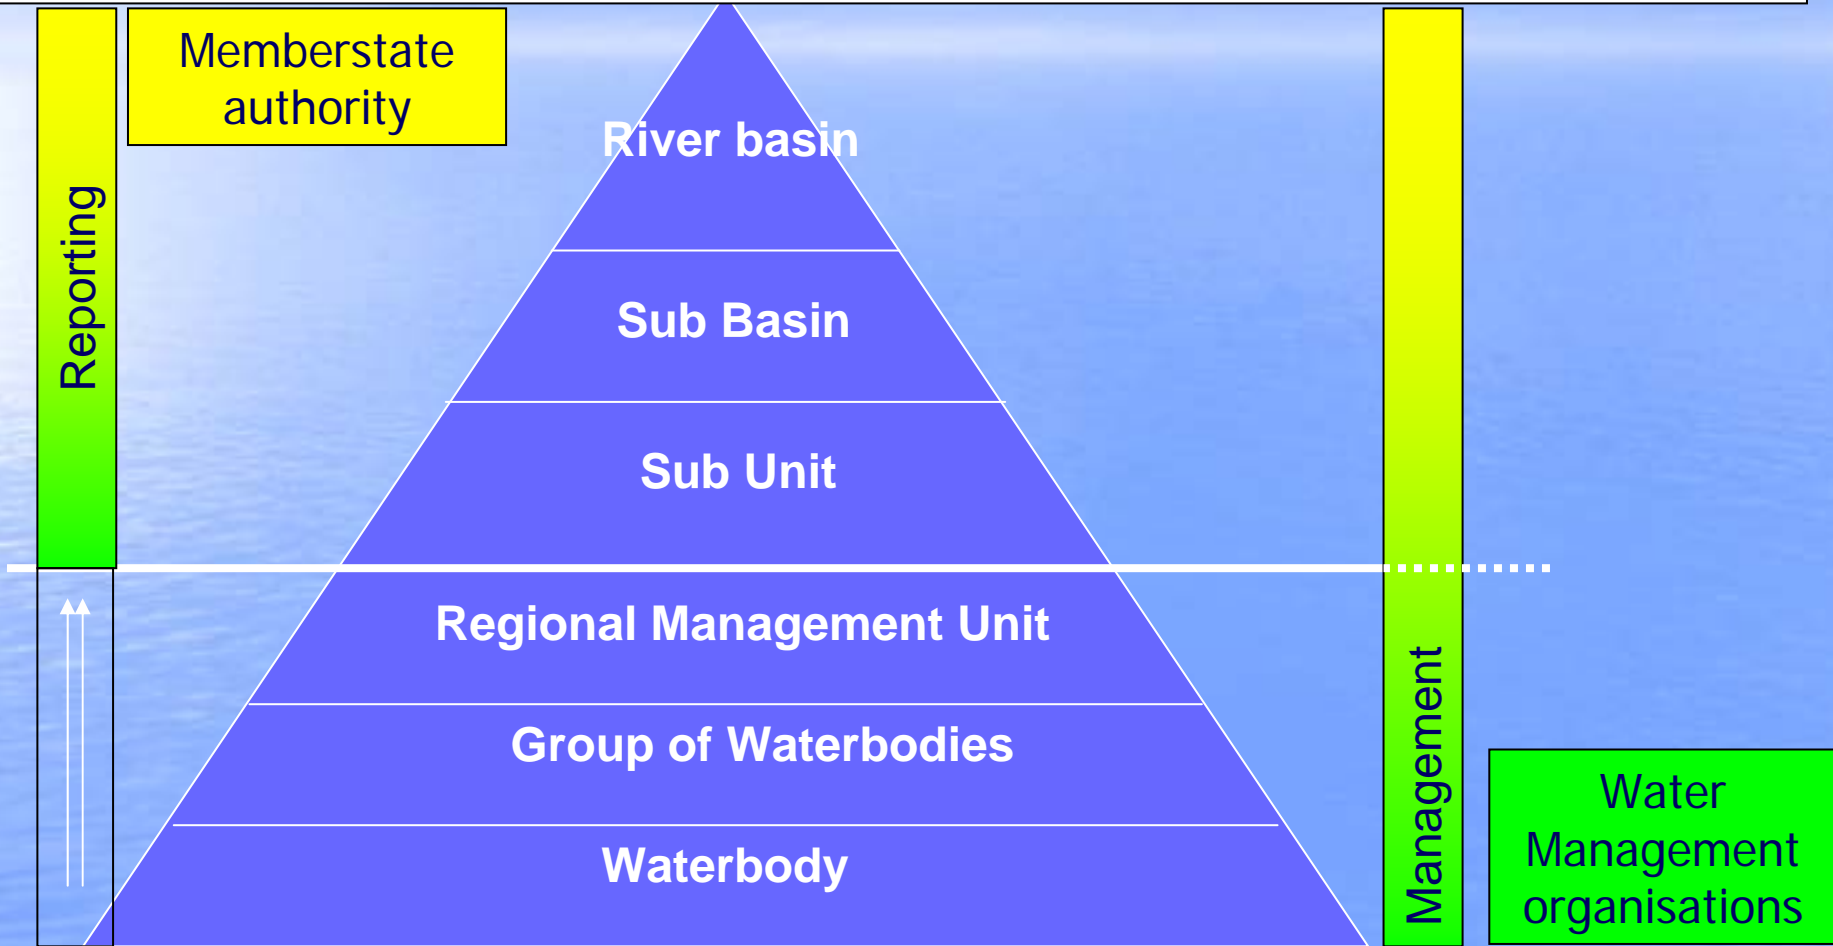 Memberstate
authority
Reporting
River basin
Sub Basin
Sub Unit
Regional Management Unit
Group of Waterbodies
Waterbody
Management
Water
Management
organisations